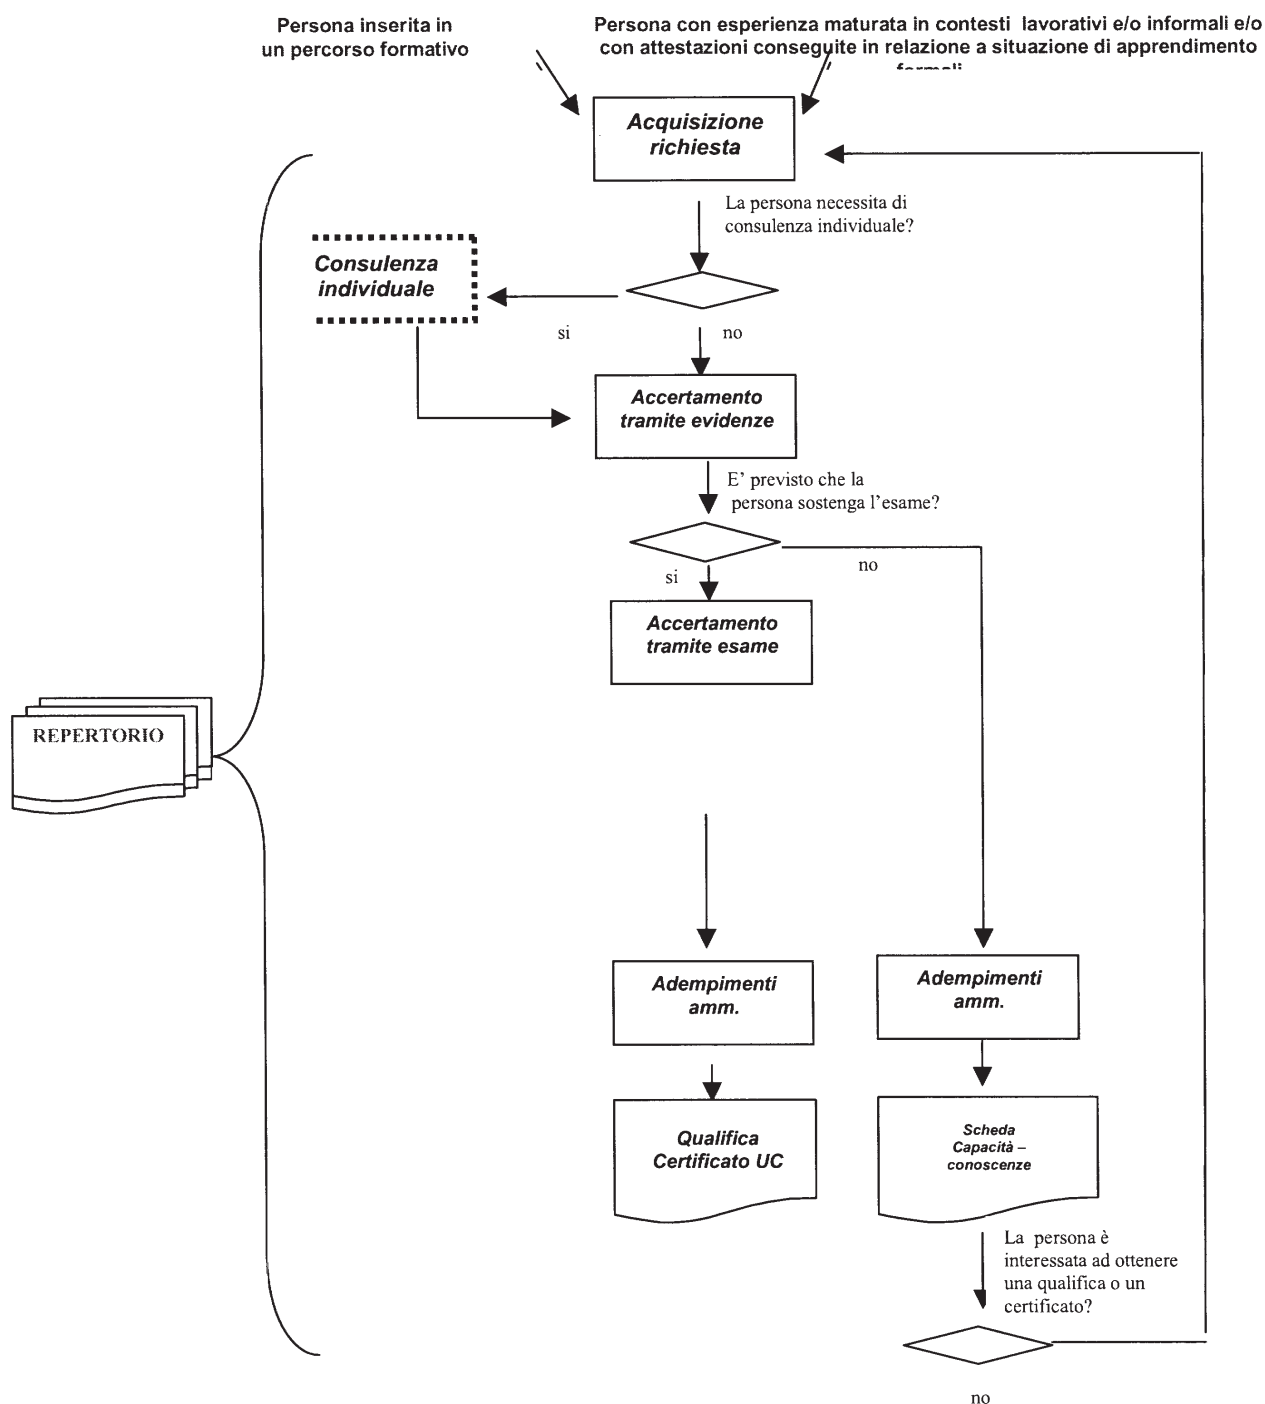 Persona inserita in
un percorso formativo
Persona con esperienza maturata in contesti lavorativi e/o informali e/o
con attestazioni conseguite in relazione a situazione di apprendimento
formali
Acquisizione
richiesta
La persona necessita di
consulenza individuale?
Consulenza
individuale
si
no
Accertamento
tramite evidenze
E' previsto che la
persona sostenga l'esame?
si
no
Accertamento
tramite esame
REPERTORIO
Adempimenti
amm.
Adempimenti
amm.
Qualifica
Certificato UC
Scheda
Capacità –
conoscenze
La persona è
interessata ad ottenere
una qualifica o un
certificato?
no